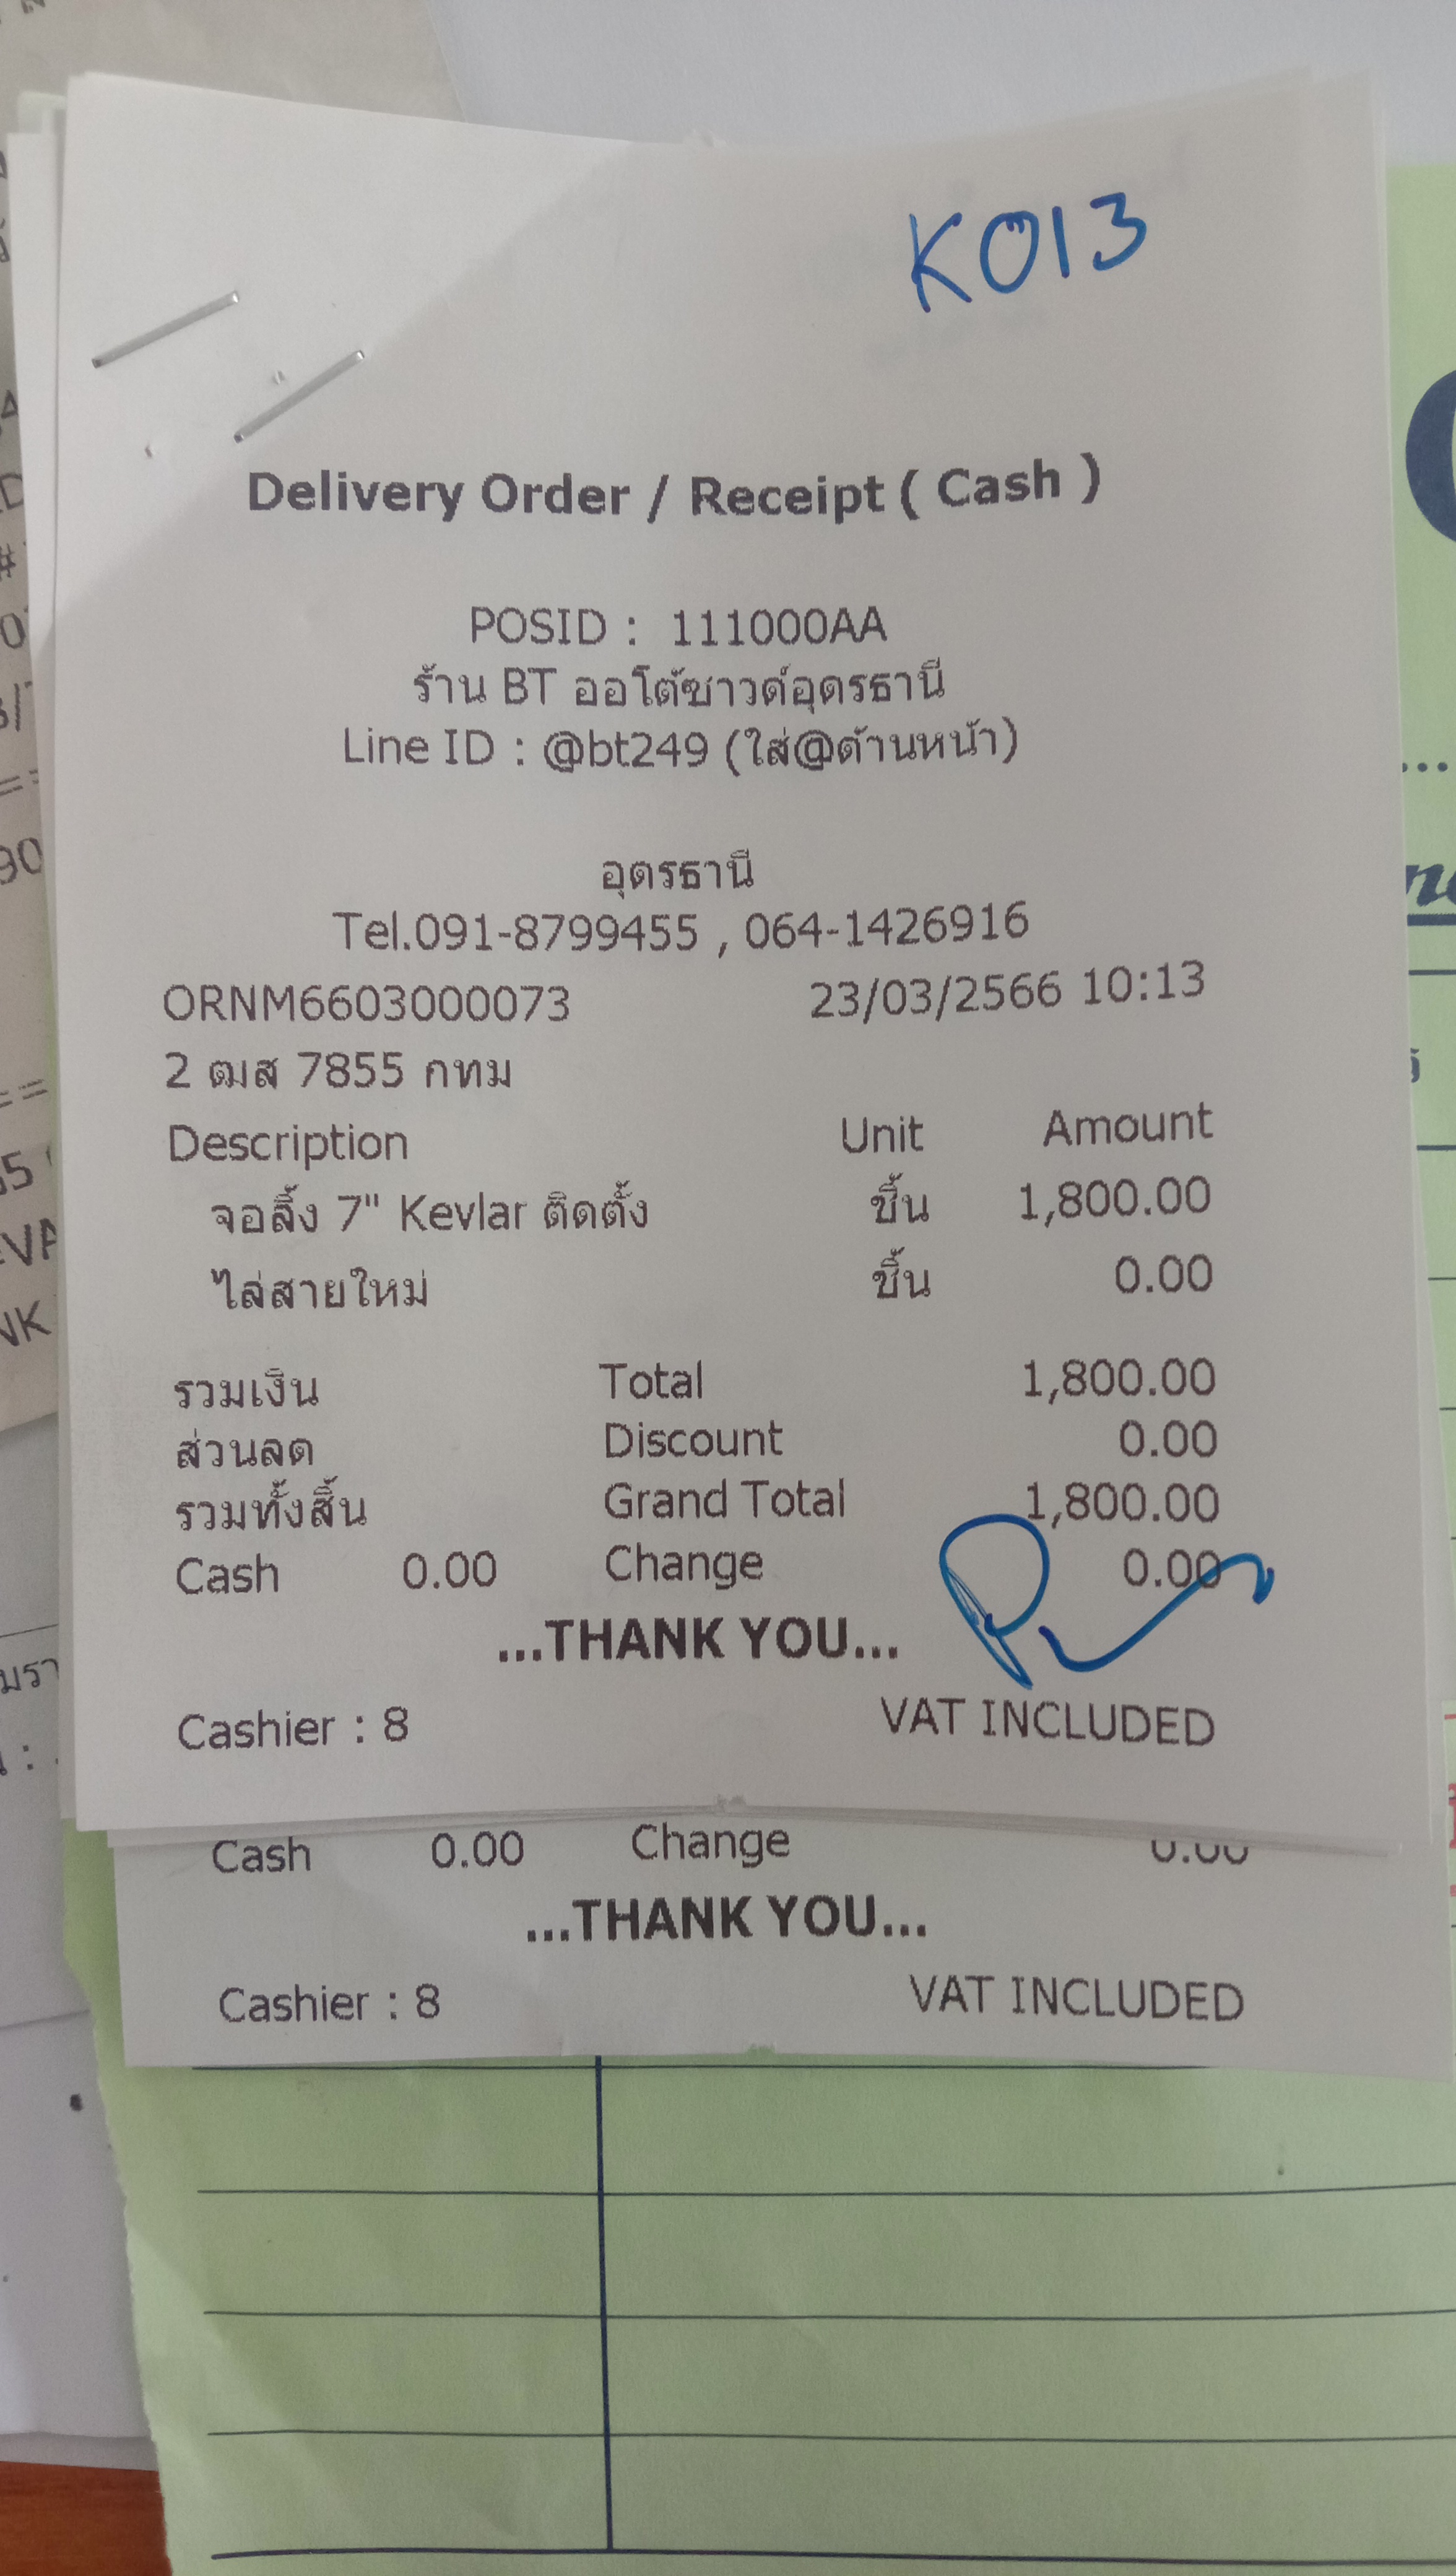 KO13
Delivery Order / Receipt ( Cash )
POSID : 111000AA
ร้าน BT ออโต้ซาวด์อุดรธานี
Line ID : @bt249 (ใส่@ด้านหน้า)
อุดรธานี
Tel.091-8799455 , 064-1426916
ORNM6603000073 23/03/2566 10:13
2 ฒส 7855 กทม
Description Unit Amount
จอลิ้ง 7" Kevlar ติดตั้ง ชิ้น 1,800.00
ไล่สายใหม่ ชิ้น 0.00
รวมเงิน Total 1,800.00
ส่วนลด Discount 0.00
รวมทั้งสิ้น Grand Total 1,800.00
Cash 0.00 Change 0.00
...THANK YOU...
Cashier : 8 VAT INCLUDED
Cash 0.00 Change 0.00
...THANK YOU...
Cashier : 8 VAT INCLUDED